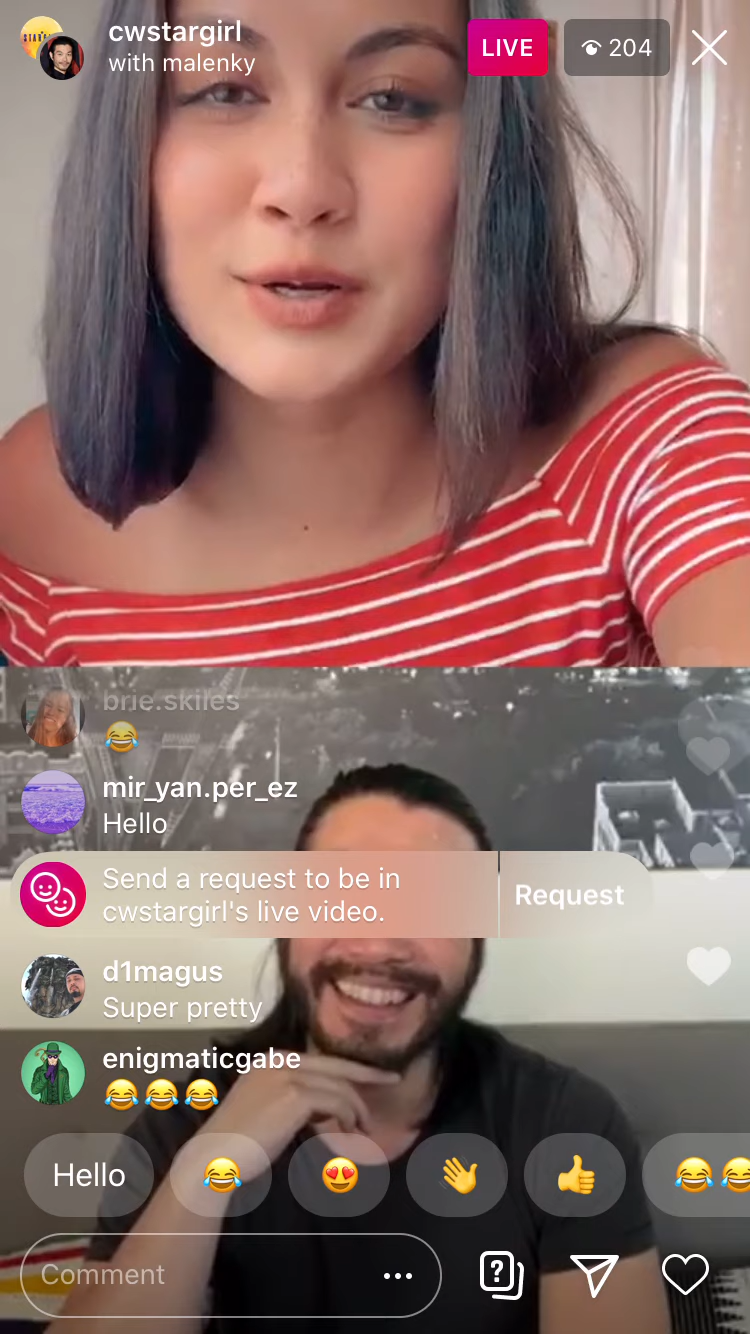 cwstargirl
with malenky
LIVE
204
brie.skiles
😂
mir_yan.per_ez
Hello
Send a request to be in
cwstargirl's live video.
Request
d1magus
Super pretty
enigmaticgabe
😂😂😂
Hello 😂 😍 👋 👍 😂😂
Comment